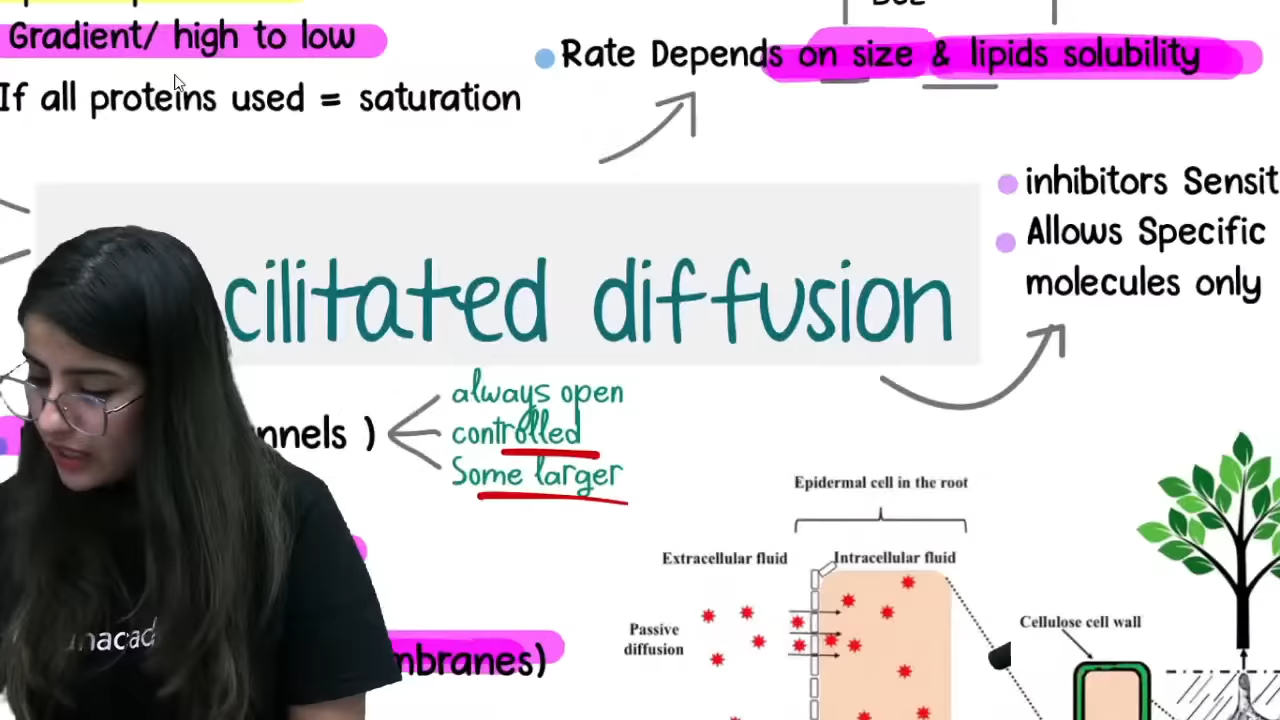 Gradient/ high to low
If all proteins used = saturation
Rate Depends on size & lipids solubility
inhibitors Sensit
Allows Specific
molecules only
cilitated diffusion
nnels )
always open
controlled
Some larger
mbranes)
Epidermal cell in the root
Extracellular fluid
Intracellular fluid
Passive
diffusion
Cellulose cell wall
unacad